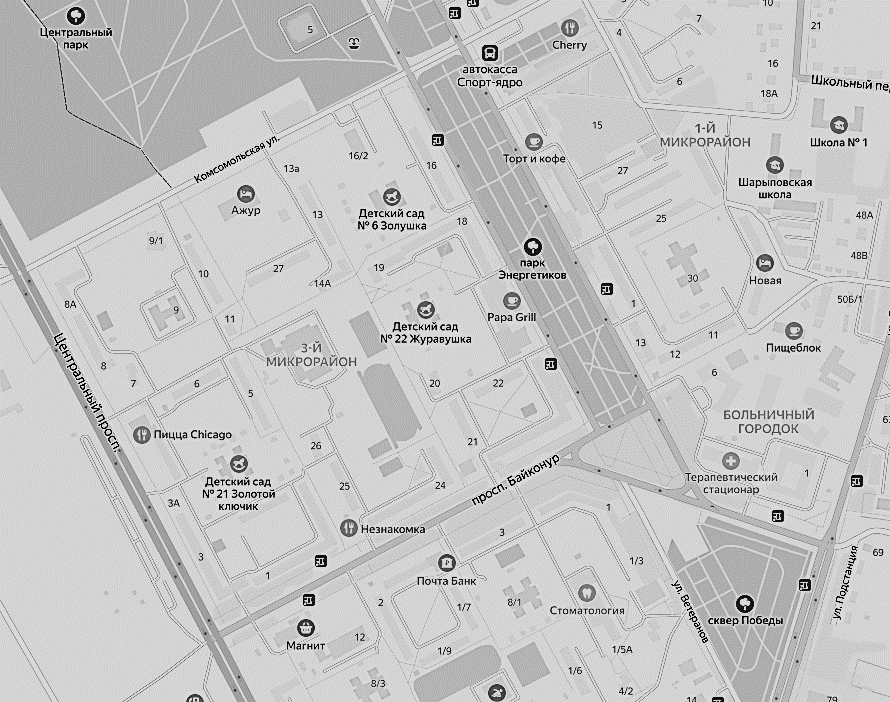 Центральный
парк
5
Cherry
4
7
10
21
автокасса
Спорт-ядро
16
6
18А
Школьный пе
15
1-Й
МИКРОРАЙОН
Школа № 1
Комсомольская ул.
16/2
13а
16
Торт и кофе
27
Шарыповская
школа
Ажур
Детский сад
№ 6 Золушка
13
18
25
48А
9/1
парк
Энергетиков
48В
10
27
19
14А
30
Новая
8А
9
11
Papa Grill
1
50Б/1
Детский сад
№ 22 Журавушка
Центральный просп.
3-Й
МИКРОРАЙОН
13
12
11
Пищеблок
8
7
6
5
20
22
6
БОЛЬНИЧНЫЙ
ГОРОДОК
Пицца Chicago
26
21
Детский сад
№ 21 Золотой
ключик
просп. Байконур
Терапевтический
стационар
1
3А
25
24
Незнакомка
1
3
3
1
69
Почта Банк
1/3
ул. Подстанция
2
1/7
8/1
Стоматология
ул. Ветеранов
сквер Победы
Магнит
12
1/9
1/5А
8/3
1/6
4/2
14
79